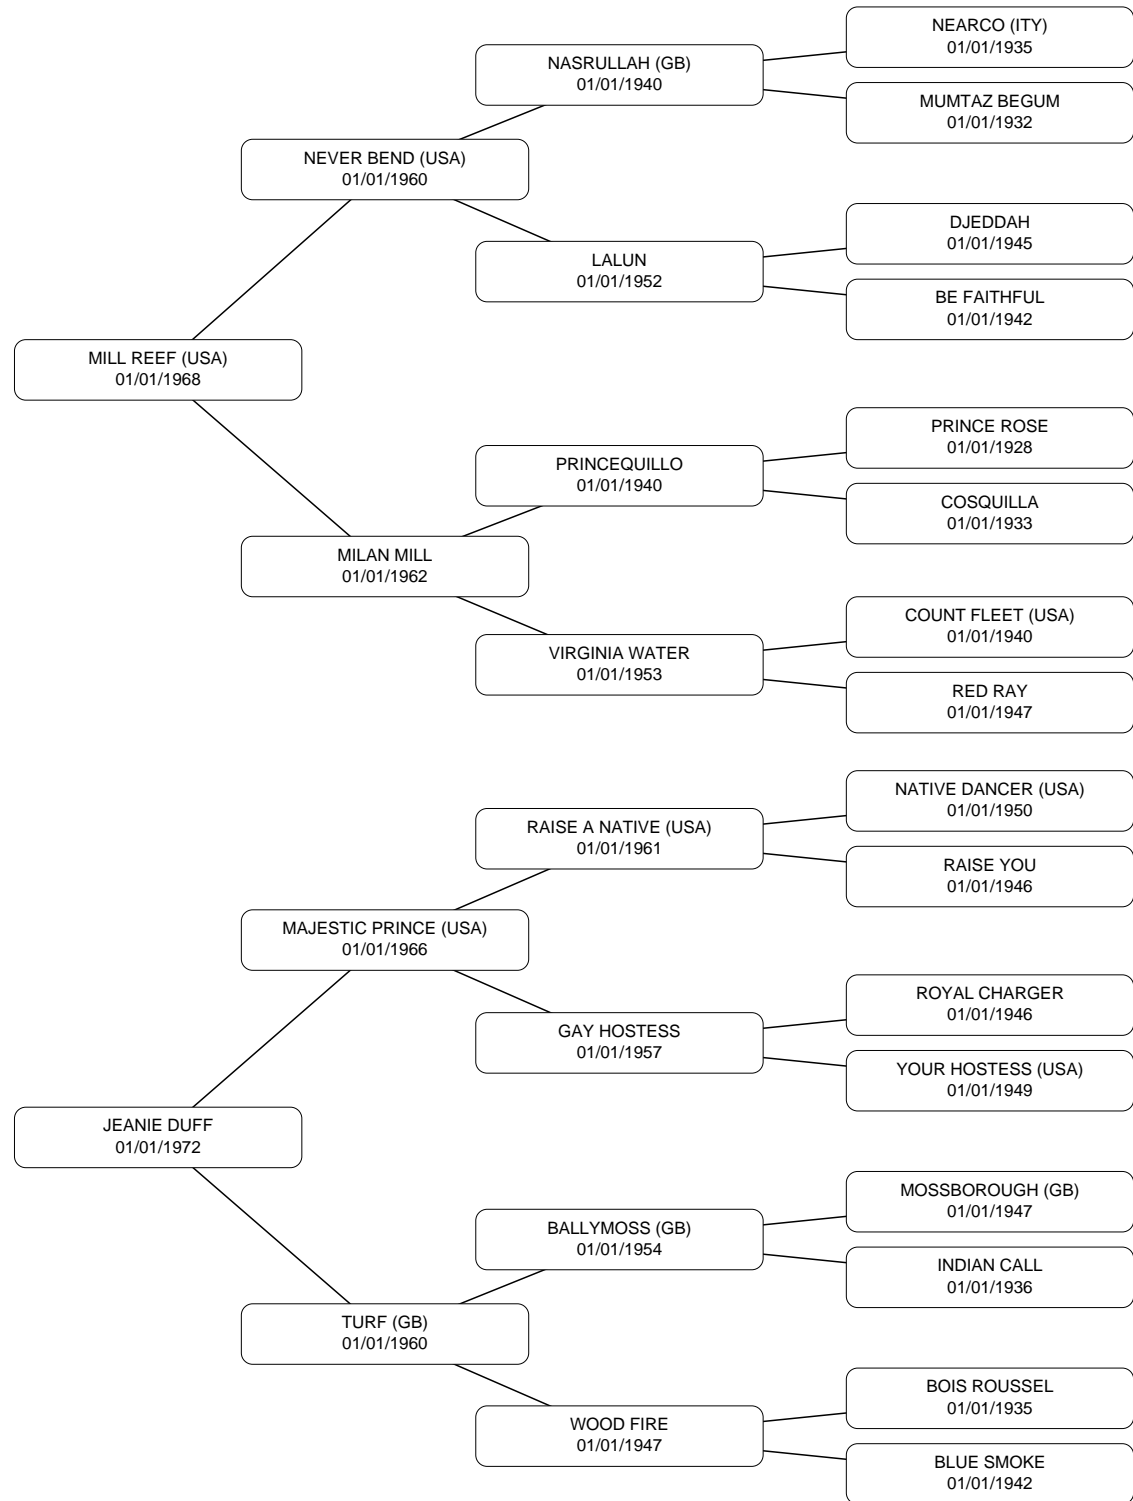 NEARCO (ITY)
01/01/1935
NASRULLAH (GB)
01/01/1940
MUMTAZ BEGUM
01/01/1932
NEVER BEND (USA)
01/01/1960
DJEDDAH
01/01/1945
LALUN
01/01/1952
BE FAITHFUL
01/01/1942
MILL REEF (USA)
01/01/1968
PRINCE ROSE
01/01/1928
PRINCEQUILLO
01/01/1940
COSQUILLA
01/01/1933
MILAN MILL
01/01/1962
COUNT FLEET (USA)
01/01/1940
VIRGINIA WATER
01/01/1953
RED RAY
01/01/1947
NATIVE DANCER (USA)
01/01/1950
RAISE A NATIVE (USA)
01/01/1961
RAISE YOU
01/01/1946
MAJESTIC PRINCE (USA)
01/01/1966
ROYAL CHARGER
01/01/1946
GAY HOSTESS
01/01/1957
YOUR HOSTESS (USA)
01/01/1949
JEANIE DUFF
01/01/1972
MOSSBOROUGH (GB)
01/01/1947
BALLYMOSS (GB)
01/01/1954
INDIAN CALL
01/01/1936
TURF (GB)
01/01/1960
BOIS ROUSSEL
01/01/1935
WOOD FIRE
01/01/1947
BLUE SMOKE
01/01/1942